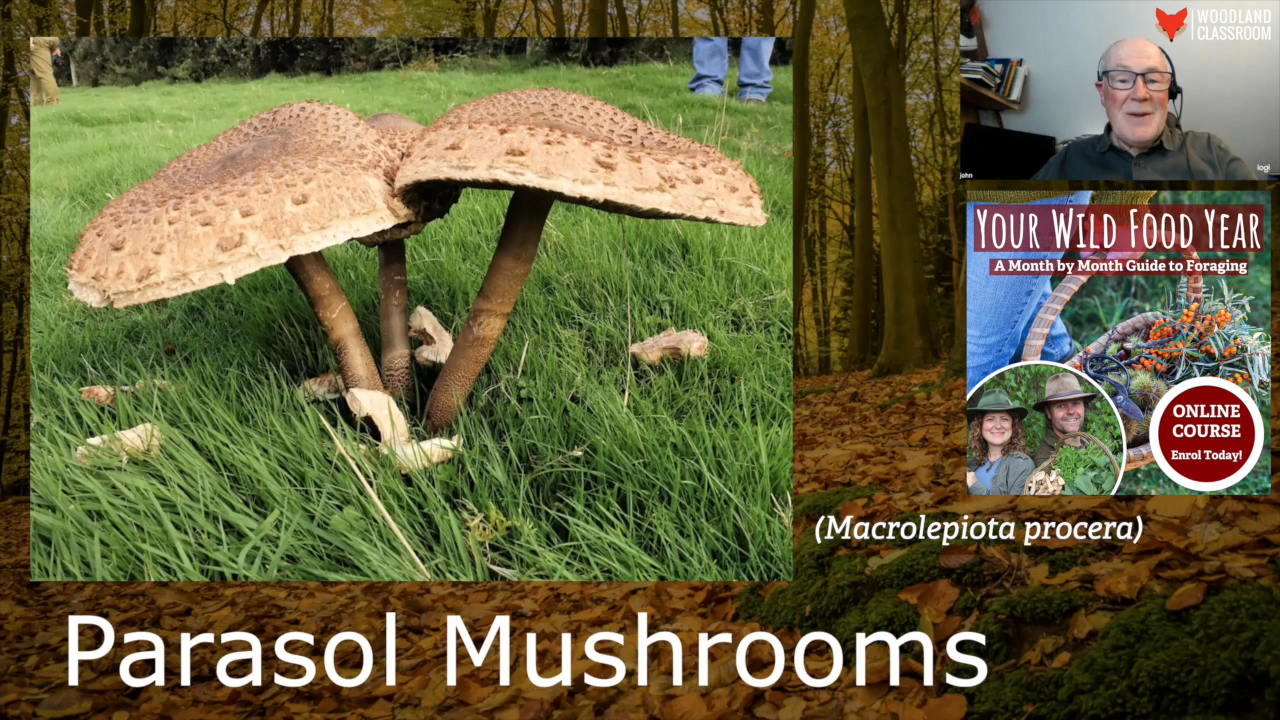 WOODLAND
CLASSROOM
john
logi
YOUR WILD FOOD YEAR
A Month by Month Guide to Foraging
ONLINE
COURSE
Enrol Today!
(Macrolepiota procera)
Parasol Mushrooms